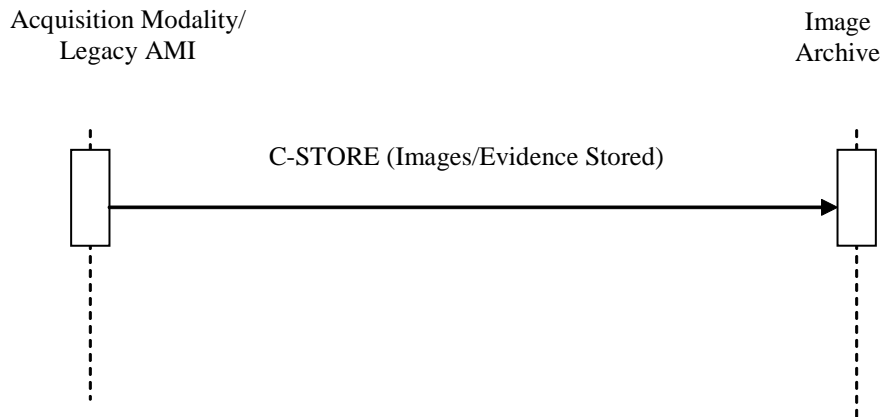 Acquisition Modality/
Legacy AMI
Image
Archive
C-STORE (Images/Evidence Stored)